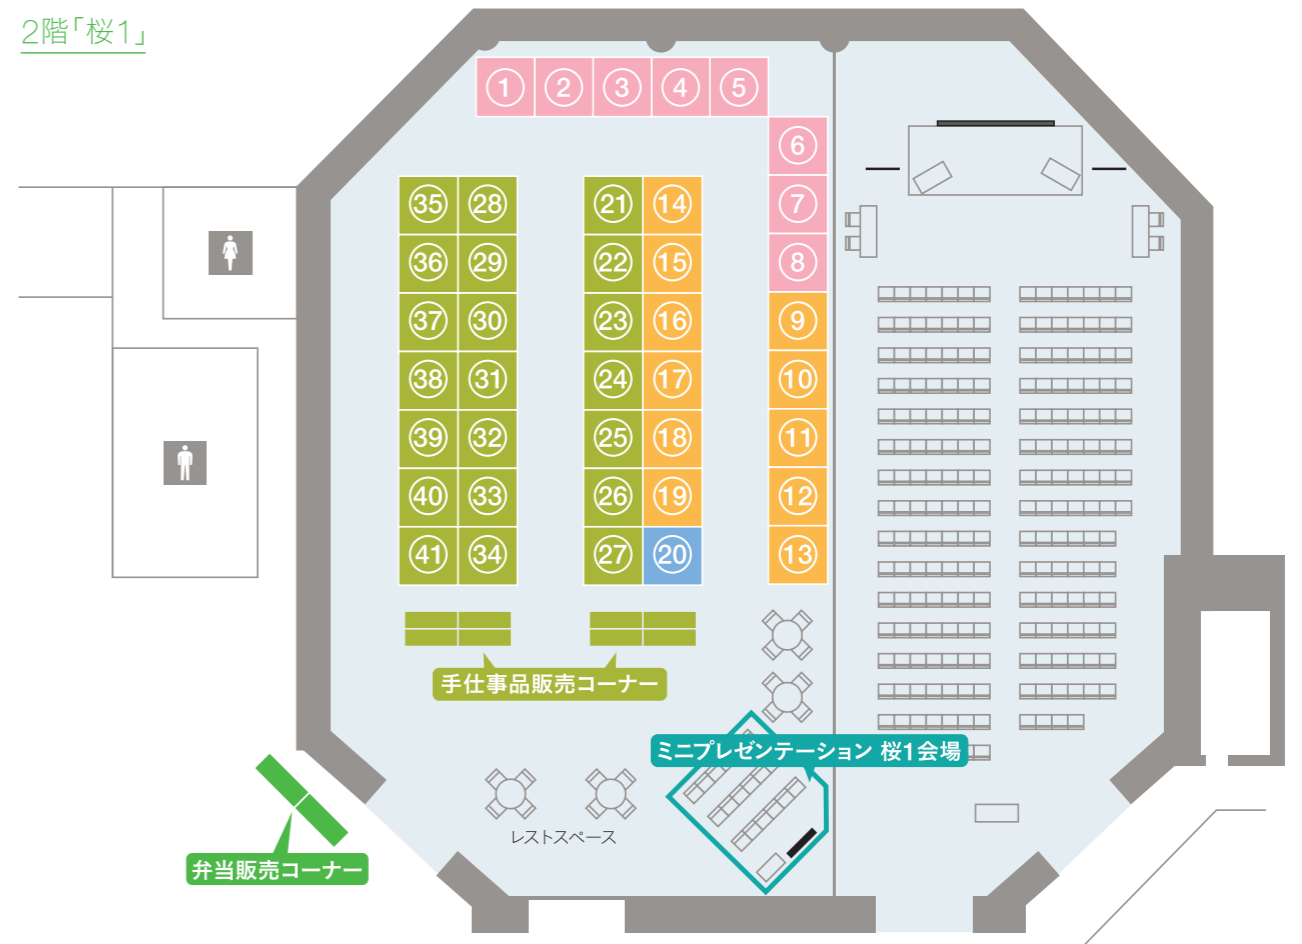 2階「桜1」
① ② ③ ④ ⑤
⑥
㉟ ㉘ ㉑ ⑭ ⑦
㊱ ㉙ ㉒ ⑮ ⑧
㊲ ㉚ ㉓ ⑯ ⑨
㊳ ㉛ ㉔ ⑰ ⑩
㊴ ㉜ ㉕ ⑱ ⑪
㊵ ㉝ ㉖ ⑲ ⑫
㊶ ㉞ ㉗ ⑳ ⑬
手仕事品販売コーナー
ミニプレゼンテーション 桜1会場
レストスペース
弁当販売コーナー